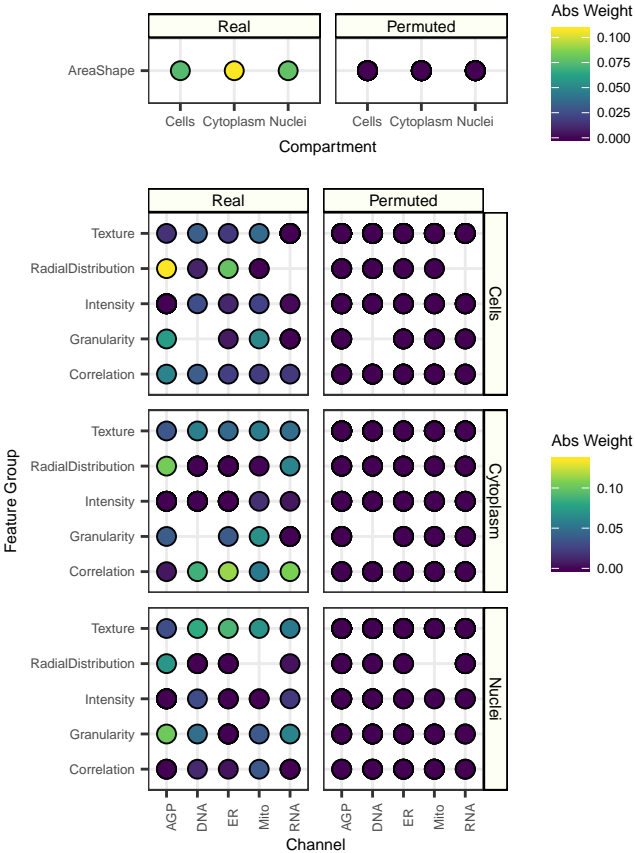 Real
Permuted
AreaShape
Cells Cytoplasm Nuclei
Cells Cytoplasm Nuclei
Compartment
Abs Weight
0.100
0.075
0.050
0.025
0.000
Real
Permuted
Feature Group
Texture
RadialDistribution
Intensity
Granularity
Correlation
Cells
Texture
RadialDistribution
Intensity
Granularity
Correlation
Cytoplasm
Texture
RadialDistribution
Intensity
Granularity
Correlation
Nuclei
AGP DNA ER Mito RNA
AGP DNA ER Mito RNA
Channel
Abs Weight
0.10
0.05
0.00